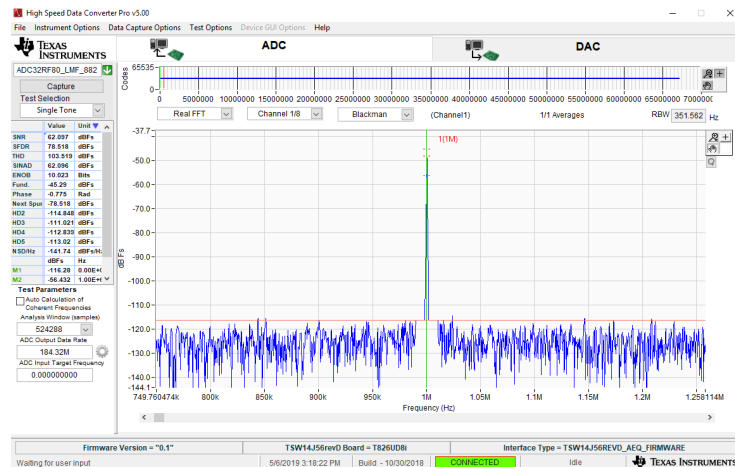 High Speed Data Converter Pro v5.00
File Instrument Options Data Capture Options Test Options Device GUI Options Help
TEXAS INSTRUMENTS
ADC
DAC
ADC32RF80_LMF_882
Capture
Test Selection
Single Tone
Value Unit
SNR 62.097 dBFs
SFDR 78.518 dBFs
THD 103.519 dBFs
SINAD 62.096 dBFs
ENOB 10.023 Bits
Fund. -45.29 dBFs
Phase -0.775 Rad
Next Spur -78.518 dBFs
HD2 -114.848 dBFs
HD3 -111.021 dBFs
HD4 -112.839 dBFs
HD5 -113.02 dBFs
NSD/Hz -141.74 dBFs/H
dBFs Hz
M1 -116.28 0.00E+
M2 -56.432 1.00E+
Test Parameters
Auto Calculation of
Coherent Frequencies
Analysis Window (samples)
524288
ADC Output Data
Rate
184.32M
ADC Input Target Frequency
0.000000000
Codes
65535
0
0 5000000 10000000 15000000 20000000 25000000 30000000 35000000 40000000 45000000 50000000 55000000 60000000 65000000 7000000
Real FFT Channel 1/8 Blackman (Channel1) 1/1 Averages RBW 351.562 Hz
1(1M)
dBFs
-37.7
-50.0
-60.0
-70.0
-80.0
-90.0
-100.0
-110.0
-120.0
-130.0
-140.0
-144.1
749.760474k 800k 850k 900k 950k 1M 1.05M 1.1M 1.15M 1.2M 1.258114M
Frequency (Hz)
Firmware Version = "0.1" TSW14J56revD Board = T826UD8i Interface Type = TSW14J56REVD_AEQ_FIRMWARE
Waiting for user input 5/6/2019 3:18:22 PM Build - 10/30/2018 CONNECTED Idle TEXAS INSTRUMENTS